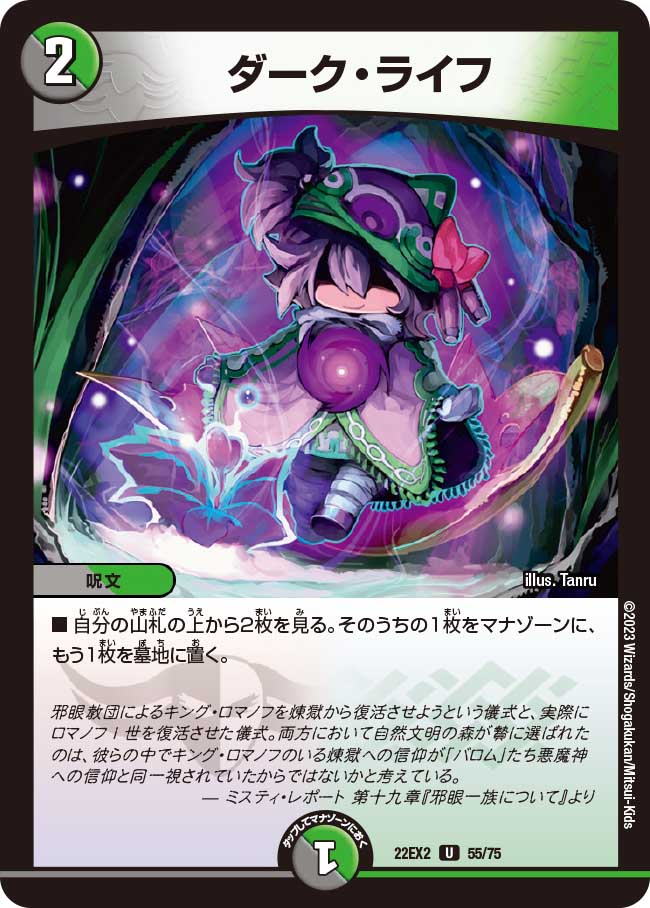 2
ダーク・ライフ
呪文
illus. Tanru
■自分の山札の上から2枚を見る。そのうちの1枚をマナゾーンに、
もう1枚を墓地に置く。
邪眼教団によるキング・ロマノフを煉獄から復活させようという儀式と、実際に
ロマノフⅠ世を復活させた儀式。両方において自然文明の森が贄に選ばれた
のは、彼らの中でキング・ロマノフのいる煉獄への信仰が「バロム」たち悪魔神
への信仰と同一視されていたからではないかと考えている。
— ミスティ・レポート 第十九章『邪眼一族について』より
©2023 Wizards/Shogakukan/Mitsui-Kids
タップしてマナゾーンにおく
1
22EX2 U 55/75